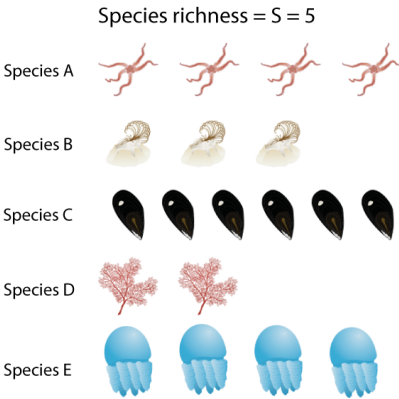 Species richness = S = 5
Species A
Species B
Species C
Species D
Species E